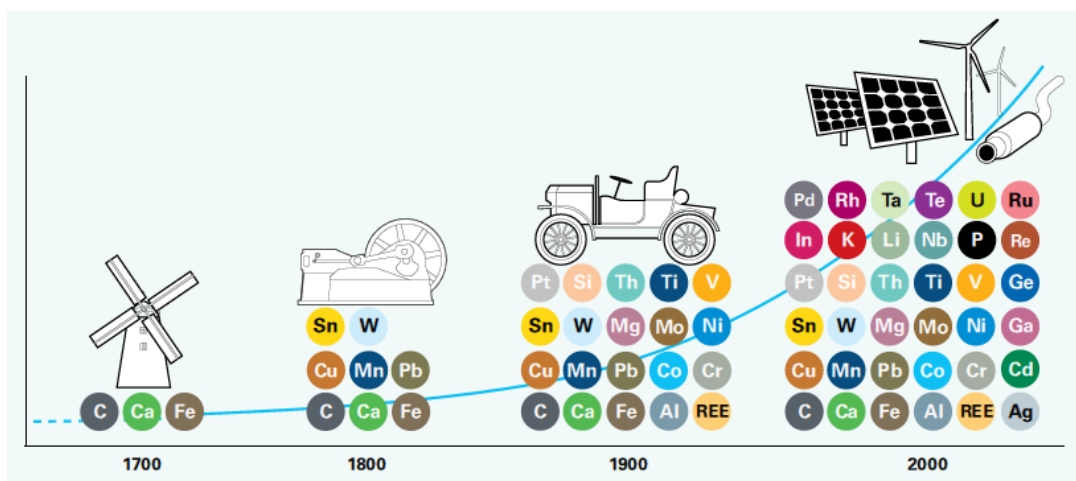 Pd Rh Ta Te U Ru
In K Li Nb P Re
Pt Si Th Ti V
Pt Si Th Ti V Ge
Sn W
Sn W Mg Mo Ni
Sn W Mg Mo Ni Ga
Cu Mn Pb
Cu Mn Pb Co Cr
Cu Mn Pb Co Cr Cd
C Ca Fe
C Ca Fe
C Ca Fe Al REE
C Ca Fe Al REE Ag
1700
1800
1900
2000